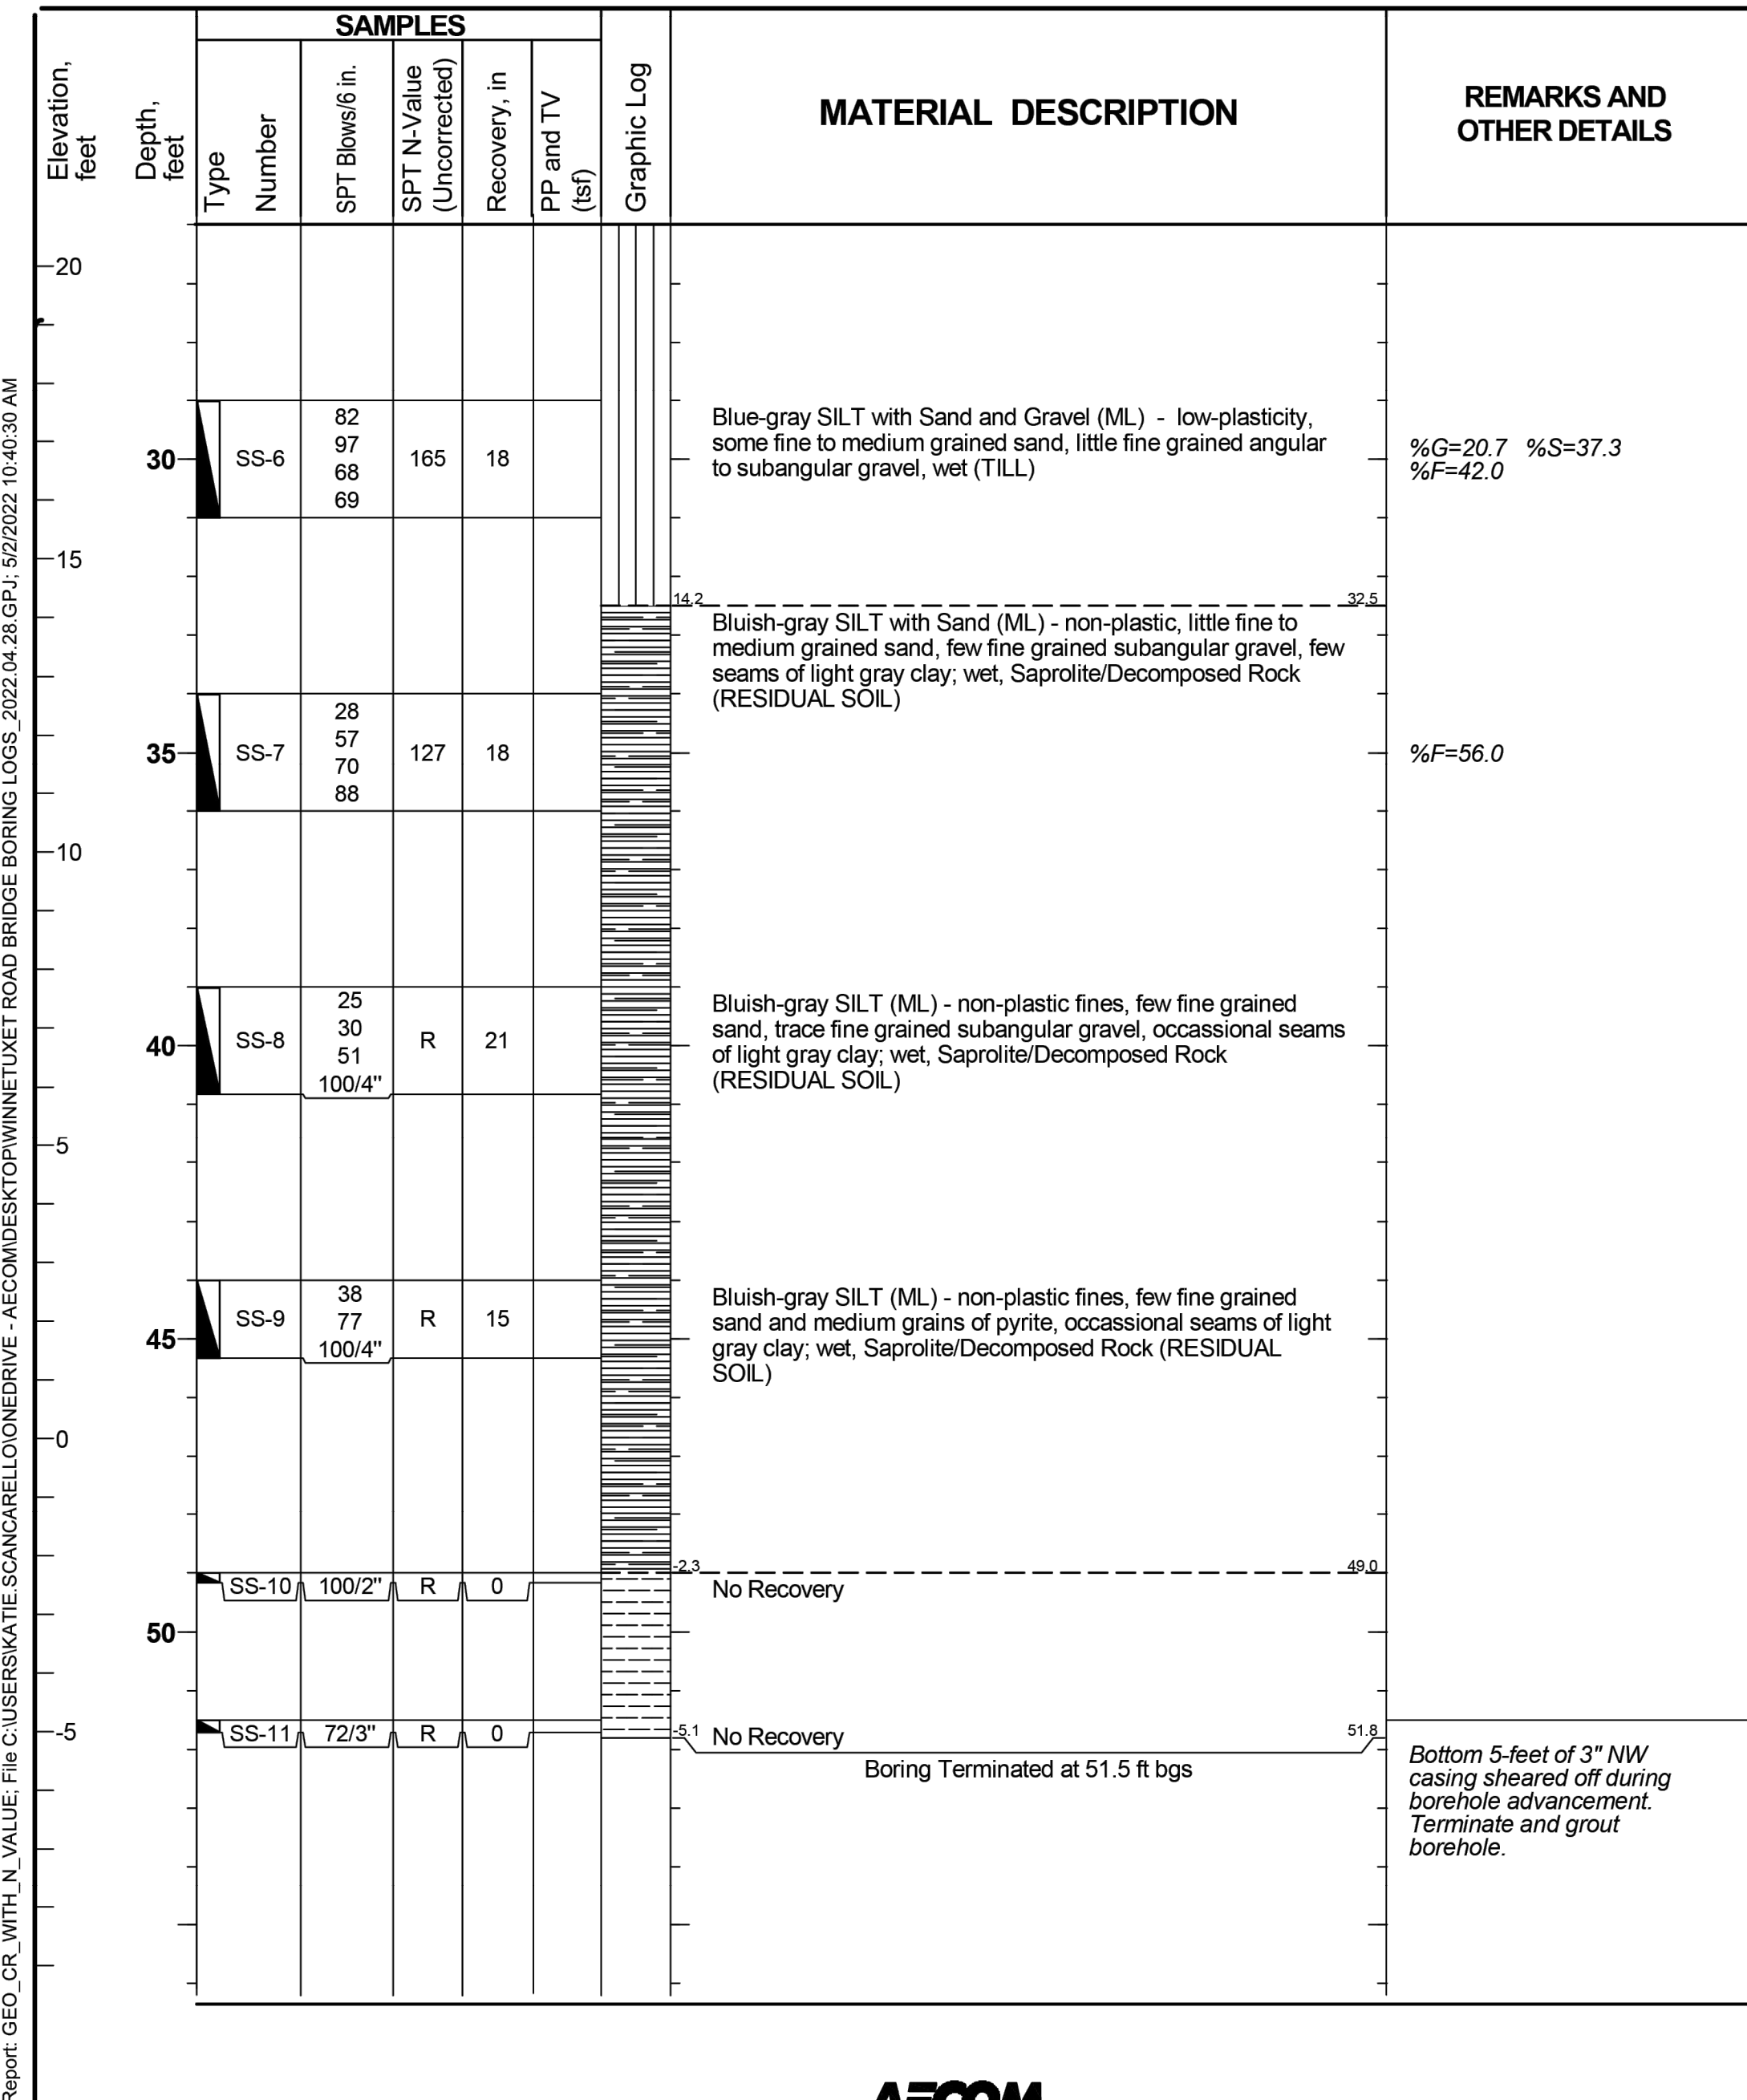 SAMPLES
Elevation,
feet
Depth,
feet
Type
Number
SPT Blows/6 in.
SPT N-Value
(Uncorrected)
Recovery, in
PP and TV
(tsf)
Graphic Log
MATERIAL DESCRIPTION
REMARKS AND
OTHER DETAILS
20
82
97
68
69
30
SS-6
165
18
Blue-gray SILT with Sand and Gravel (ML) - low-plasticity,
some fine to medium grained sand, little fine grained angular
to subangular gravel, wet (TILL)
%G=20.7 %S=37.3
%F=42.0
15
14.2
32.5
Bluish-gray SILT with Sand (ML) - non-plastic, little fine to
medium grained sand, few fine grained subangular gravel, few
seams of light gray clay; wet, Saprolite/Decomposed Rock
(RESIDUAL SOIL)
28
57
70
88
35
SS-7
127
18
%F=56.0
10
25
30
51
100/4"
40
SS-8
R
21
Bluish-gray SILT (ML) - non-plastic fines, few fine grained
sand, trace fine grained subangular gravel, occassional seams
of light gray clay; wet, Saprolite/Decomposed Rock
(RESIDUAL SOIL)
5
38
77
100/4"
45
SS-9
R
15
Bluish-gray SILT (ML) - non-plastic fines, few fine grained
sand and medium grains of pyrite, occassional seams of light
gray clay; wet, Saprolite/Decomposed Rock (RESIDUAL
SOIL)
0
-2.3
49.0
SS-10
100/2"
R
0
No Recovery
50
-5
SS-11
72/3"
R
0
-5.1
No Recovery
51.8
Boring Terminated at 51.5 ft bgs
Bottom 5-feet of 3" NW
casing sheared off during
borehole advancement.
Terminate and grout
borehole.
Report: GEO_CR_WITH_N_VALUE; File C:\USERS\KATIE.SCANCARELLO\ONEDRIVE - AECOM\DESKTOP\WINNETUXET ROAD BRIDGE BORING LOGS_2022.04.28.GPJ; 5/2/2022 10:40:30 AM
AECOM